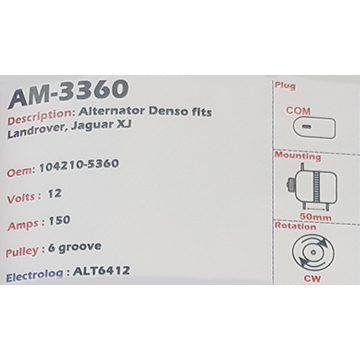 AM-3360
Description: Alternator Denso fits
Landrover, Jaguar XJ
Oem: 104210-5360
Volts : 12
Amps : 150
Pulley : 6 groove
Electrolog : ALT6412
Plug
COM
Mounting
50mm
Rotation
CW